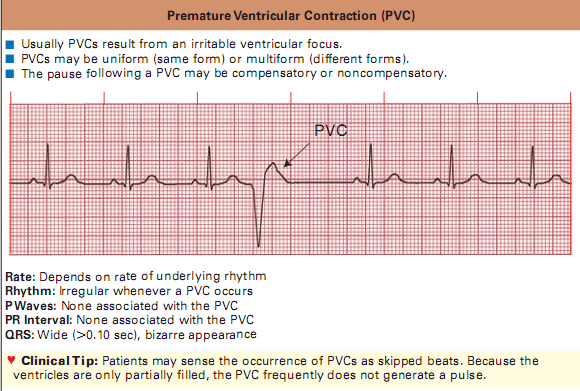 Premature Ventricular Contraction (PVC)
Usually PVCs result from an irritable ventricular focus.
PVCs may be uniform (same form) or multiform (different forms).
The pause following a PVC may be compensatory or noncompensatory.
PVC
Rate: Depends on rate of underlying rhythm
Rhythm: Irregular whenever a PVC occurs
P Waves: None associated with the PVC
PR Interval: None associated with the PVC
QRS: Wide (>0.10 sec), bizarre appearance
♥ Clinical Tip: Patients may sense the occurrence of PVCs as skipped beats. Because the
ventricles are only partially filled, the PVC frequently does not generate a pulse.